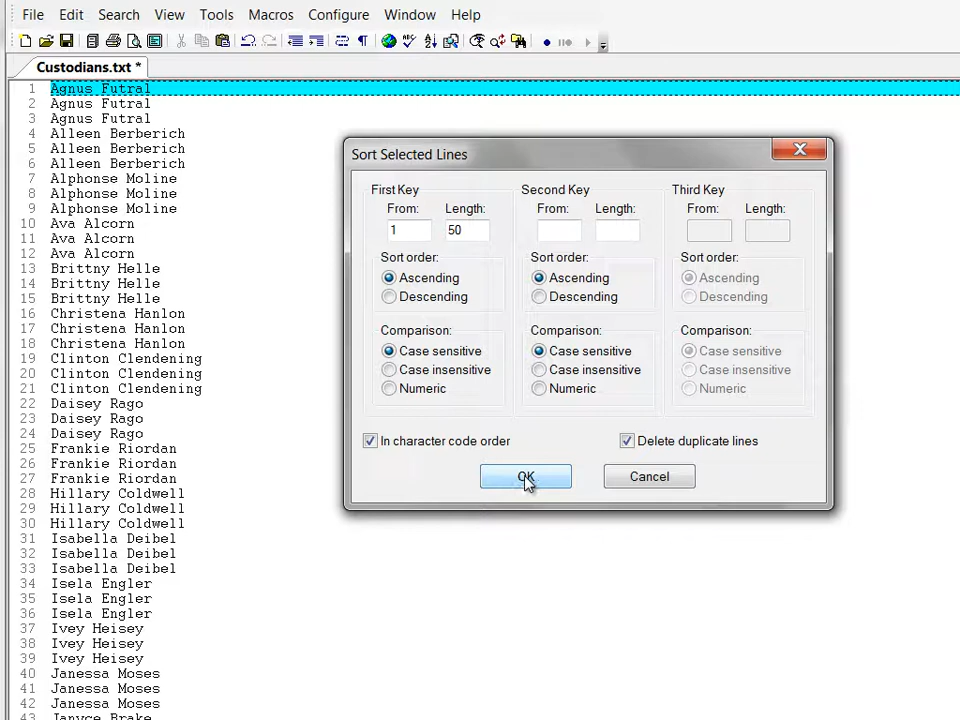 File Edit Search View Tools Macros Configure Window Help
Custodians.txt *
1 Agnus Futral
2 Agnus Futral
3 Agnus Futral
4 Alleen Berberich
5 Alleen Berberich
6 Alleen Berberich
7 Alphonse Moline
8 Alphonse Moline
9 Alphonse Moline
10 Ava Alcorn
11 Ava Alcorn
12 Ava Alcorn
13 Brittny Helle
14 Brittny Helle
15 Brittny Helle
16 Christena Hanlon
17 Christena Hanlon
18 Christena Hanlon
19 Clinton Clendening
20 Clinton Clendening
21 Clinton Clendening
22 Daisey Rago
23 Daisey Rago
24 Daisey Rago
25 Frankie Riordan
26 Frankie Riordan
27 Frankie Riordan
28 Hillary Coldwell
29 Hillary Coldwell
30 Hillary Coldwell
31 Isabella Deibel
32 Isabella Deibel
33 Isabella Deibel
34 Isela Engler
35 Isela Engler
36 Isela Engler
37 Ivey Heisey
38 Ivey Heisey
39 Ivey Heisey
40 Janessa Moses
41 Janessa Moses
42 Janessa Moses
43 Janyce Brake
Sort Selected Lines
First Key Second Key Third Key
From: Length: From: Length: From: Length:
1 50
Sort order: Sort order: Sort order:
Ascending Ascending Ascending
Descending Descending Descending
Comparison: Comparison: Comparison:
Case sensitive Case sensitive Case sensitive
Case insensitive Case insensitive Case insensitive
Numeric Numeric Numeric
In character code order Delete duplicate lines
OK Cancel